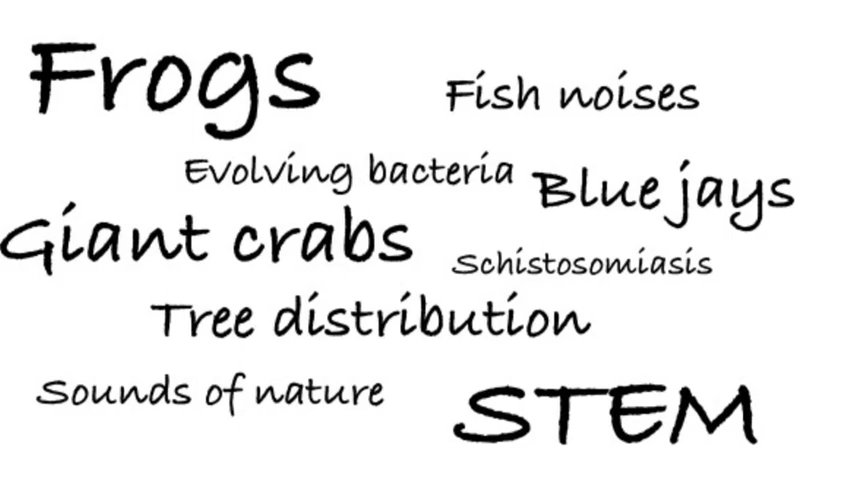 Frogs
Fish noises
Evolving bacteria
Blue jays
Giant crabs
Schistosomiasis
Tree distribution
Sounds of nature
STEM